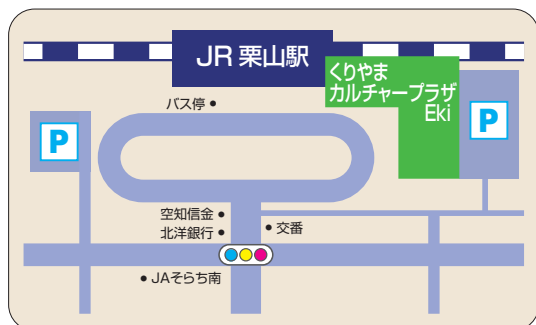 JR 栗山駅
くりやま
カルチャープラザ
Eki
バス停
P
P
空知信金
北洋銀行
交番
JAそらち南